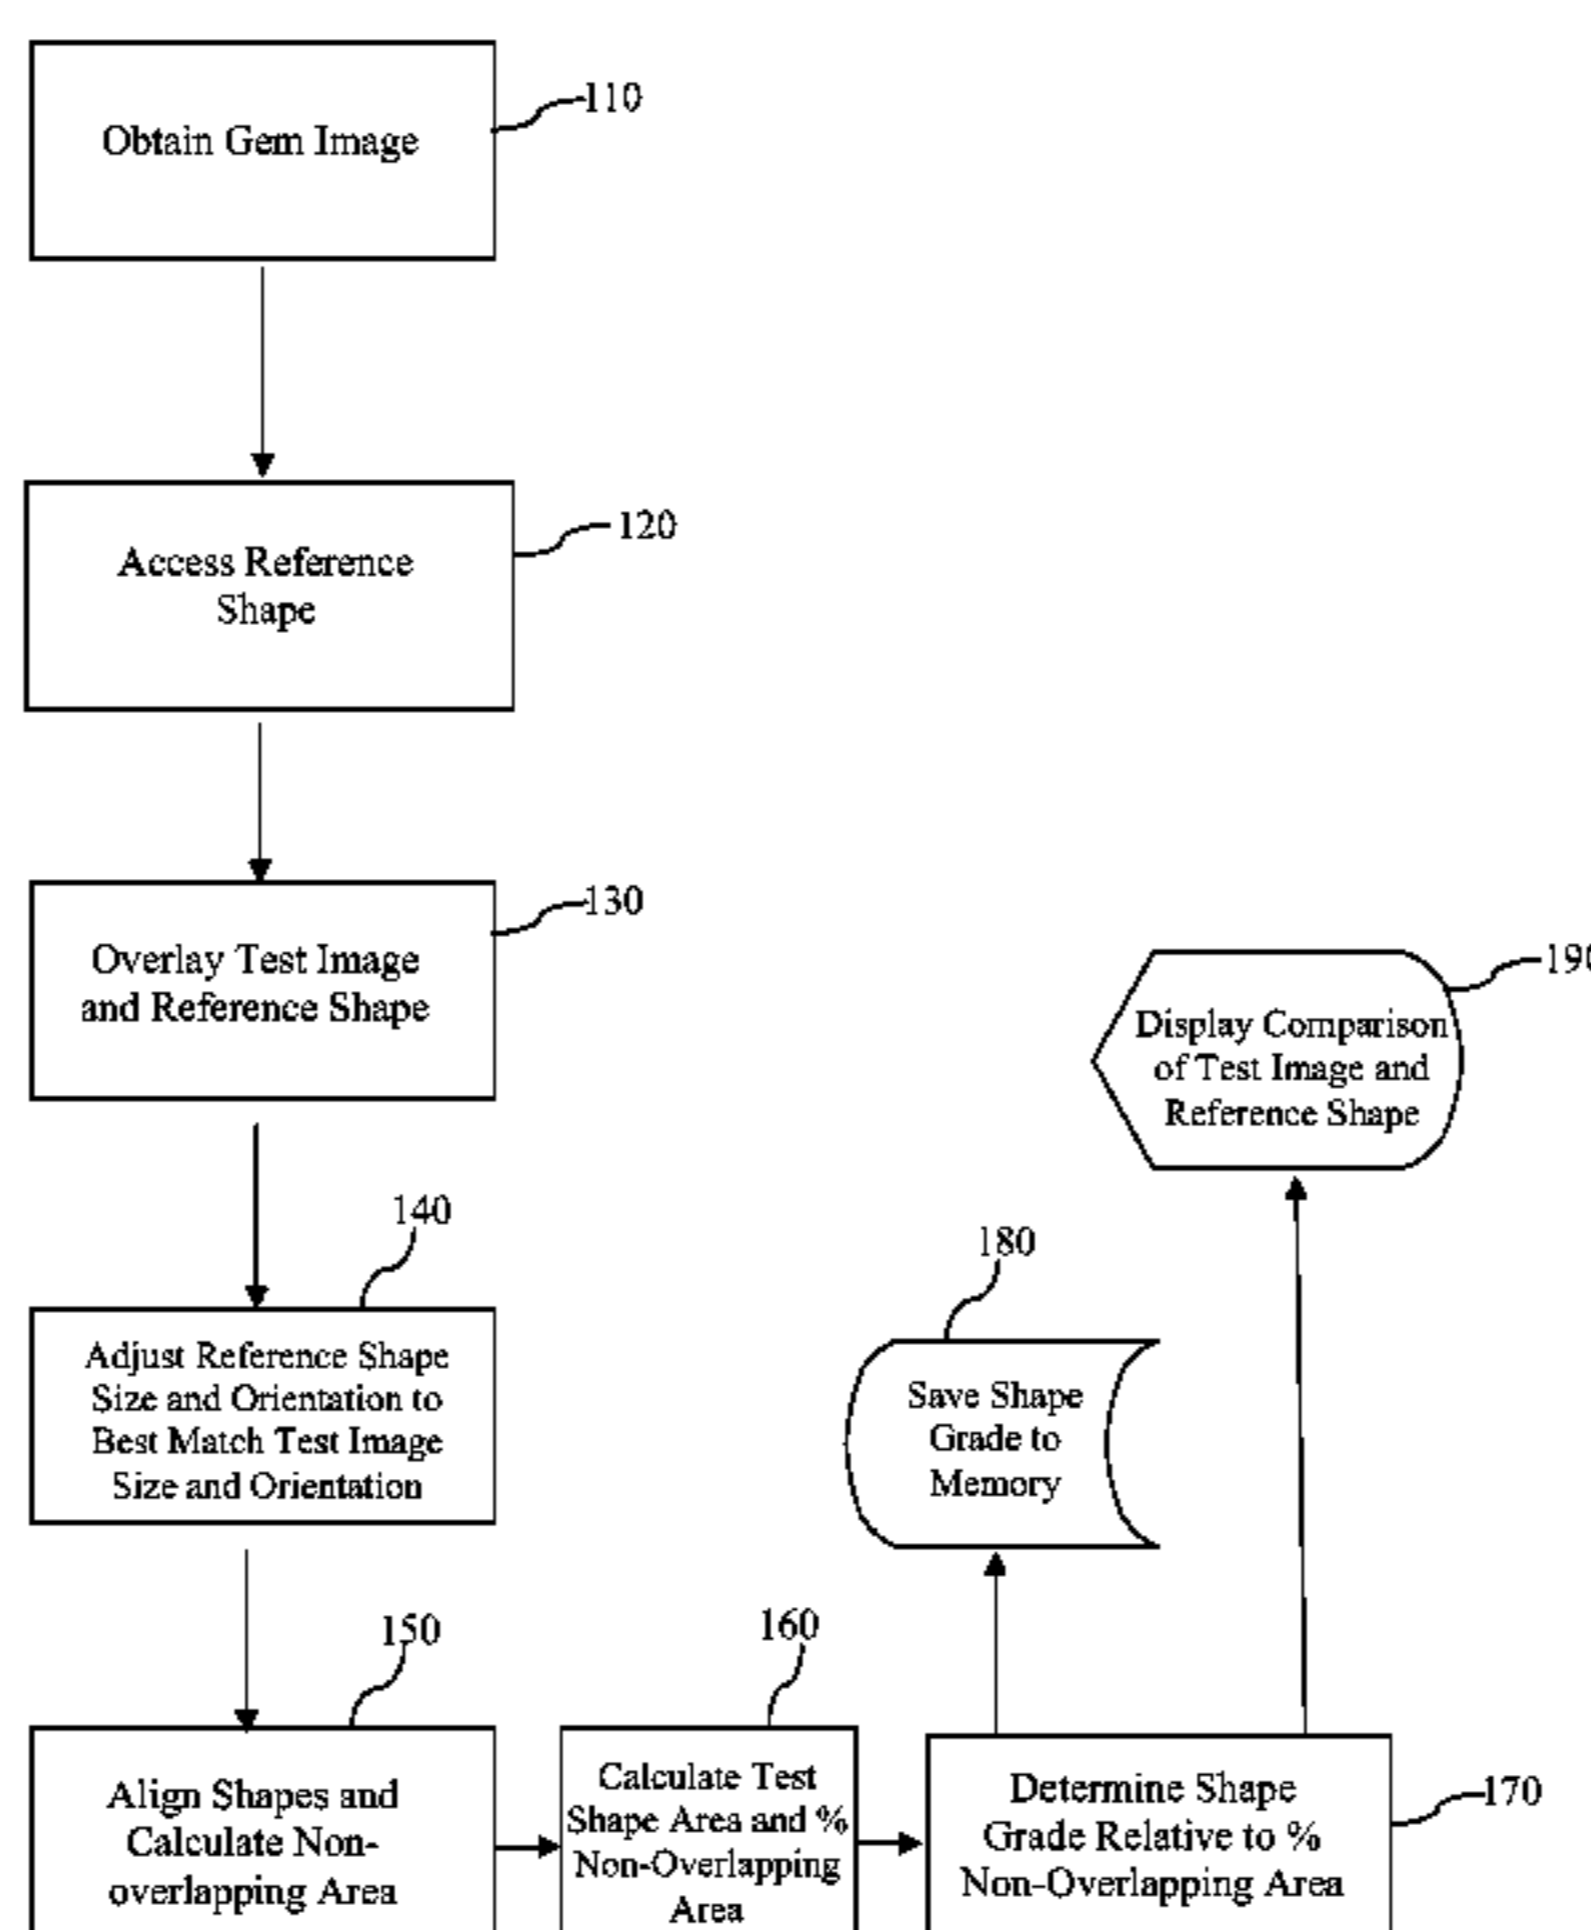 Obtain Gem Image
110
Access Reference
Shape
120
Overlay Test Image
and Reference Shape
130
140
Adjust Reference Shape
Size and Orientation to
Best Match Test Image
Size and Orientation
150
Align Shapes and
Calculate Non-
overlapping Area
160
Calculate Test
Shape Area and %
Non-Overlapping
Area
Determine Shape
Grade Relative to %
Non-Overlapping Area
170
180
Save Shape
Grade to
Memory
190
Display Comparison
of Test Image and
Reference Shape